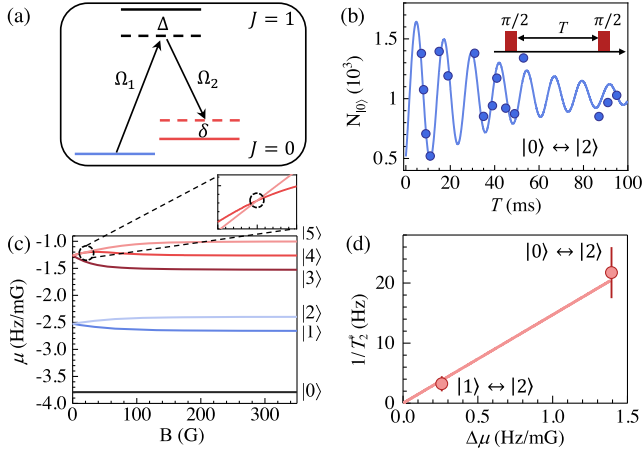 (a)
Δ
J = 1
Ω1
Ω2
δ
J = 0
(b)
π/2
π/2
T
N|0⟩ (10³)
1.5
1.0
0.5
|0⟩ ↔ |2⟩
0 20 40 60 80 100
T (ms)
(c)
μ (Hz/mG)
-1.0
-1.5
-2.0
-2.5
-3.0
-3.5
-4.0
|5⟩
|4⟩
|3⟩
|2⟩
|1⟩
|0⟩
0 100 200 300
B (G)
(d)
1/T2* (Hz)
40
20
0
|0⟩ ↔ |2⟩
|1⟩ ↔ |2⟩
0.0 0.5 1.0 1.5
Δμ (Hz/mG)